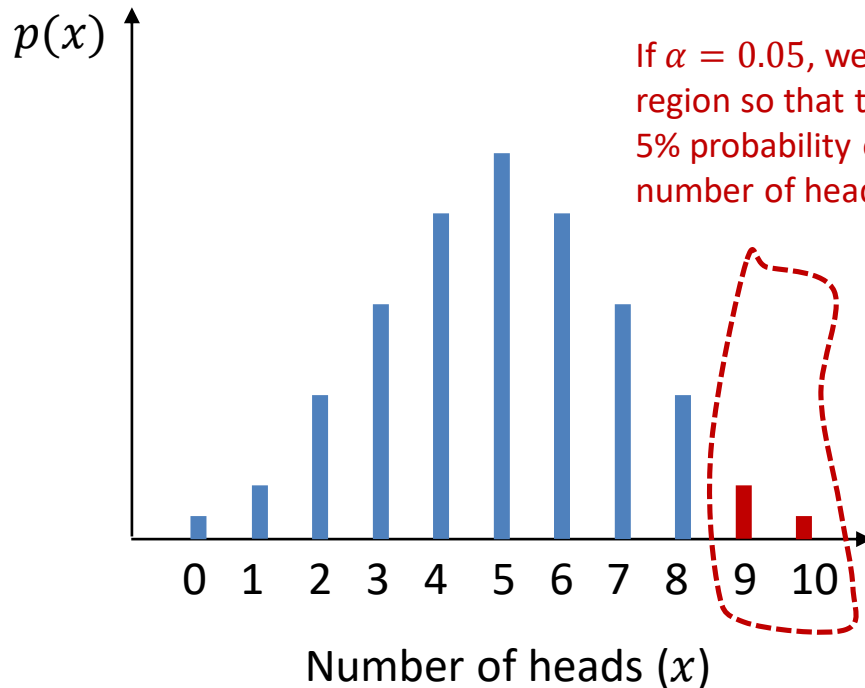 p(x)
If α = 0.05, we
region so that t
5% probability
number of head
0 1 2 3 4 5 6 7 8 9 10
Number of heads (x)